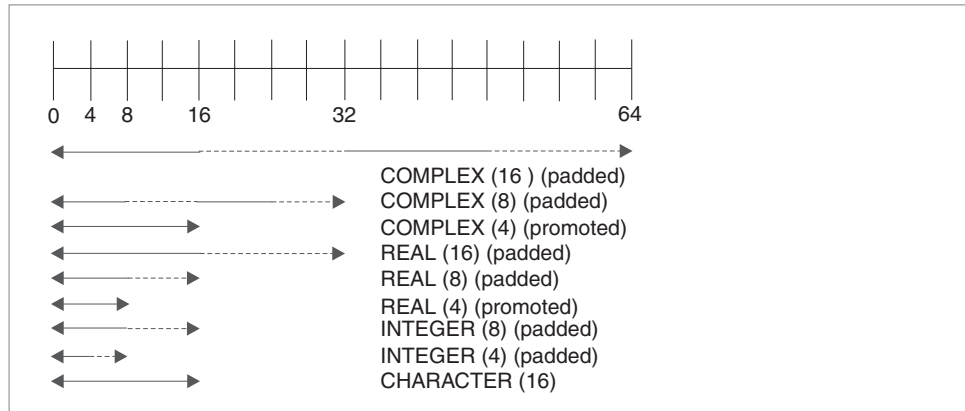 0 4 8 16 32 64
COMPLEX (16 ) (padded)
COMPLEX (8) (padded)
COMPLEX (4) (promoted)
REAL (16) (padded)
REAL (8) (padded)
REAL (4) (promoted)
INTEGER (8) (padded)
INTEGER (4) (padded)
CHARACTER (16)